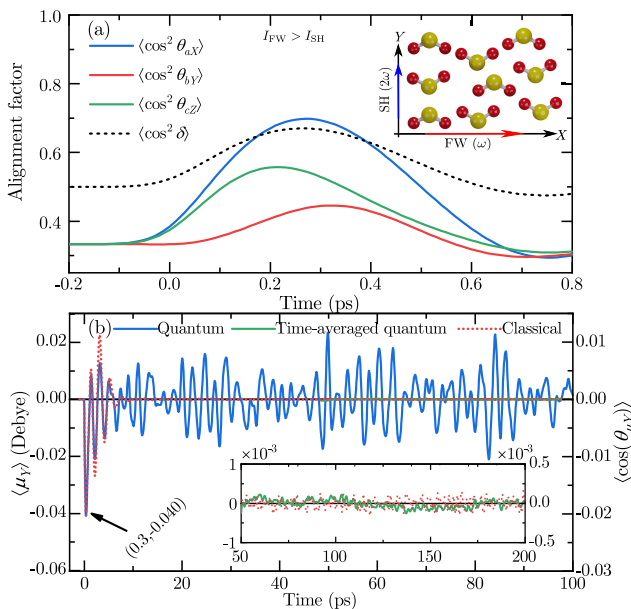 (a)
⟨cos² θ_aX⟩
⟨cos² θ_bY⟩
⟨cos² θ_cZ⟩
⟨cos² δ⟩
I_FW > I_SH
Y
SH (2ω)
FW (ω)
X
Alignment factor
0.4
0.6
0.8
1.0
-0.2 0.0 0.2 0.4 0.6 0.8
Time (ps)
(b)
Quantum Time-averaged quantum Classical
⟨μ_Y⟩ (Debye)
0.02
0.00
-0.02
-0.04
-0.06
0.01
0.00
-0.01
-0.02
-0.03
⟨cos(θ_μY)⟩
(0.3,-0.040)
×10⁻³ ×10⁻³
1
0
-1
0.5
0.0
-0.5
50 100 150 200
0 20 40 60 80 100
Time (ps)